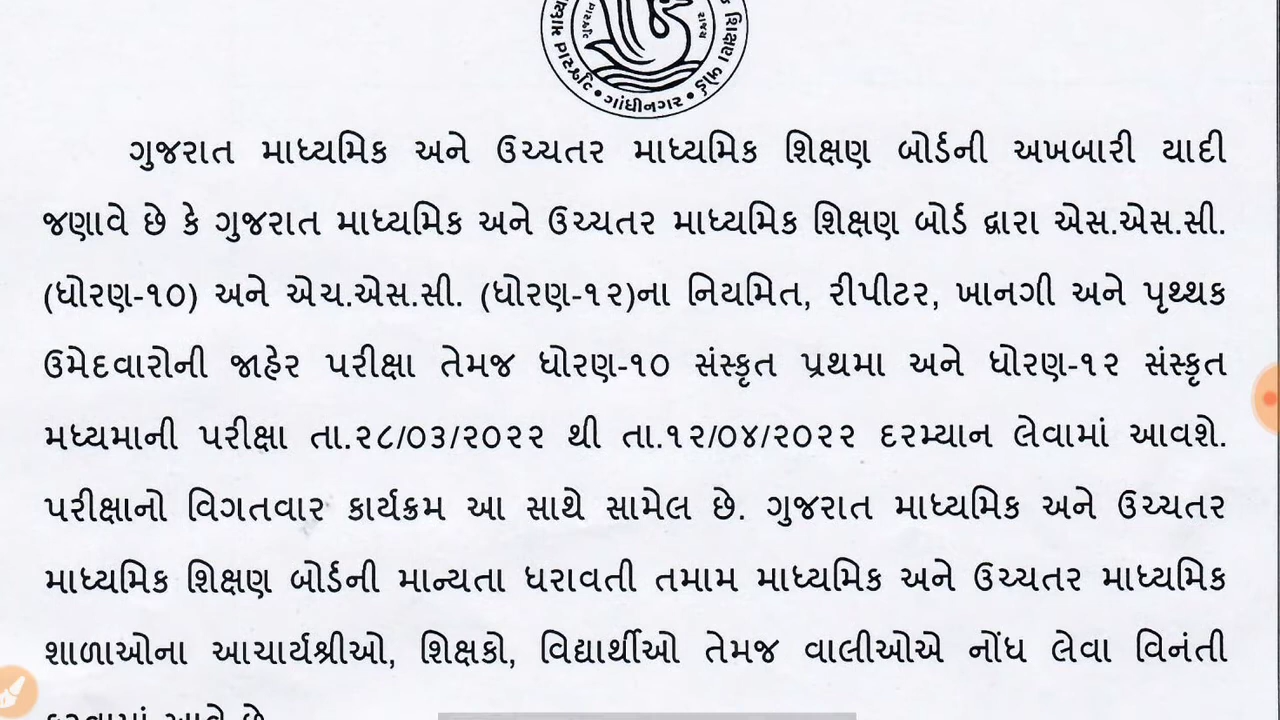 ગુજરાત
રાજ્ય
• ગાંધીનગર •
ગુજરાત માધ્યમિક અને ઉચ્ચતર માધ્યમિક શિક્ષણ બોર્ડની અખબારી યાદી
જણાવે છે કે ગુજરાત માધ્યમિક અને ઉચ્ચતર માધ્યમિક શિક્ષણ બોર્ડ દ્વારા એસ.એસ.સી.
(ધોરણ-૧૦) અને એચ.એસ.સી. (ધોરણ-૧૨)ના નિયમિત, રીપીટર, ખાનગી અને પૃથ્થક
ઉમેદવારોની જાહેર પરીક્ષા તેમજ ધોરણ-૧૦ સંસ્કૃત પ્રથમા અને ધોરણ-૧૨ સંસ્કૃત
મધ્યમાની પરીક્ષા તા.૨૮/૦૩/૨૦૨૨ થી તા.૧૨/૦૪/૨૦૨૨ દરમ્યાન લેવામાં આવશે.
પરીક્ષાનો વિગતવાર કાર્યક્રમ આ સાથે સામેલ છે. ગુજરાત માધ્યમિક અને ઉચ્ચતર
માધ્યમિક શિક્ષણ બોર્ડની માન્યતા ધરાવતી તમામ માધ્યમિક અને ઉચ્ચતર માધ્યમિક
શાળાઓના આચાર્યશ્રીઓ, શિક્ષકો, વિદ્યાર્થીઓ તેમજ વાલીઓએ નોંધ લેવા વિનંતી